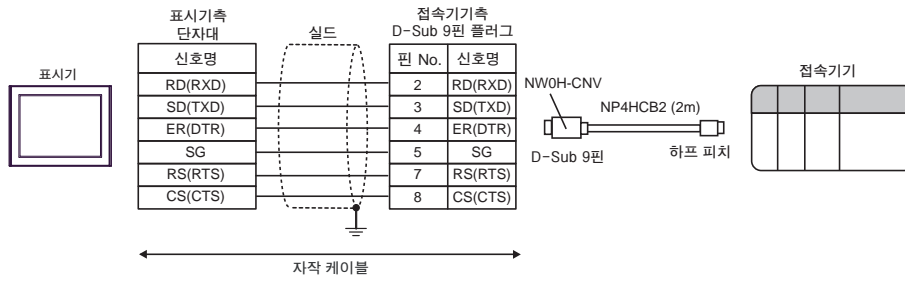 표시기측
단자대
실드
접속기기측
D-Sub 9핀 플러그
표시기
신호명
핀 No. 신호명
RD(RXD) 2 RD(RXD)
SD(TXD) 3 SD(TXD)
ER(DTR) 4 ER(DTR)
SG 5 SG
RS(RTS) 7 RS(RTS)
CS(CTS) 8 CS(CTS)
NW0H-CNV
NP4HCB2 (2m)
D-Sub 9핀
하프 피치
접속기기
자작 케이블